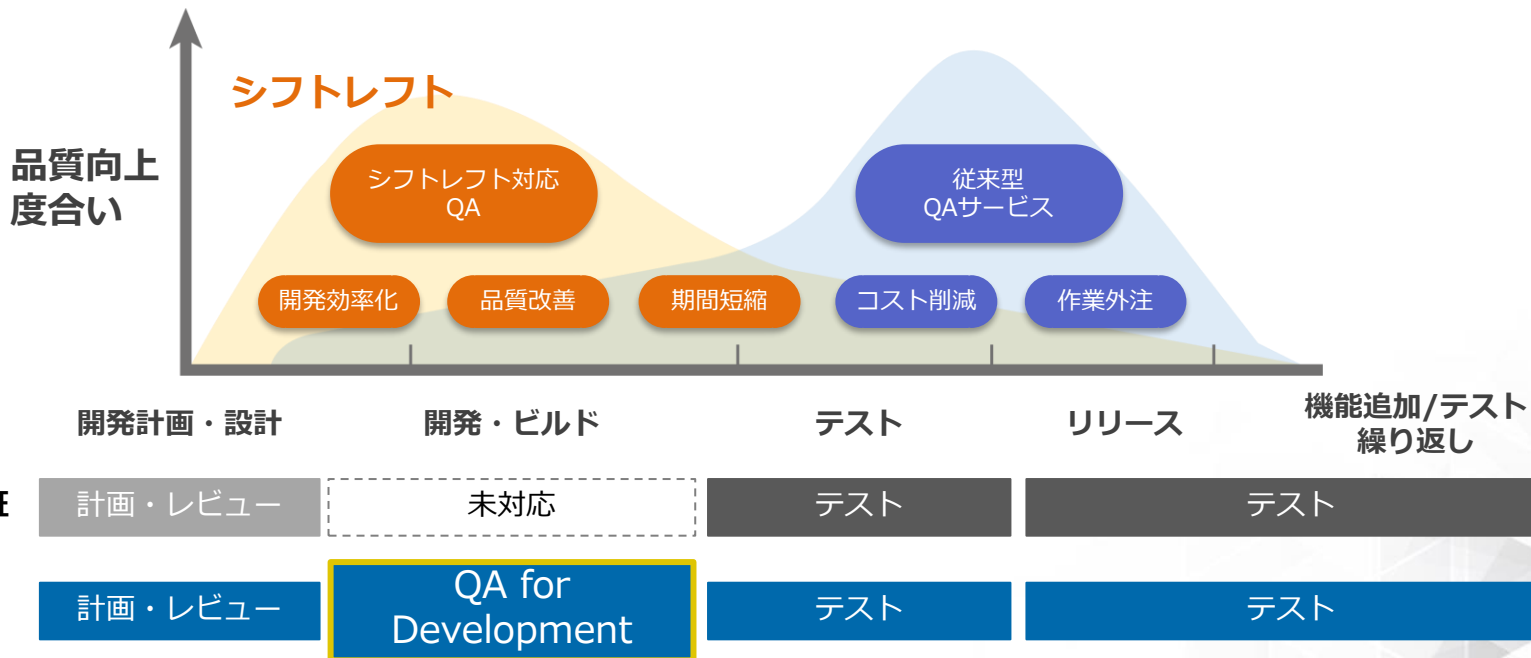 シフトレフト
品質向上
度合い
シフトレフト対応
QA
従来型
QAサービス
開発効率化
品質改善
期間短縮
コスト削減
作業外注
開発計画・設計
開発・ビルド
テスト
リリース
機能追加/テスト
繰り返し
計画・レビュー
未対応
テスト
テスト
計画・レビュー
QA for
Development
テスト
テスト